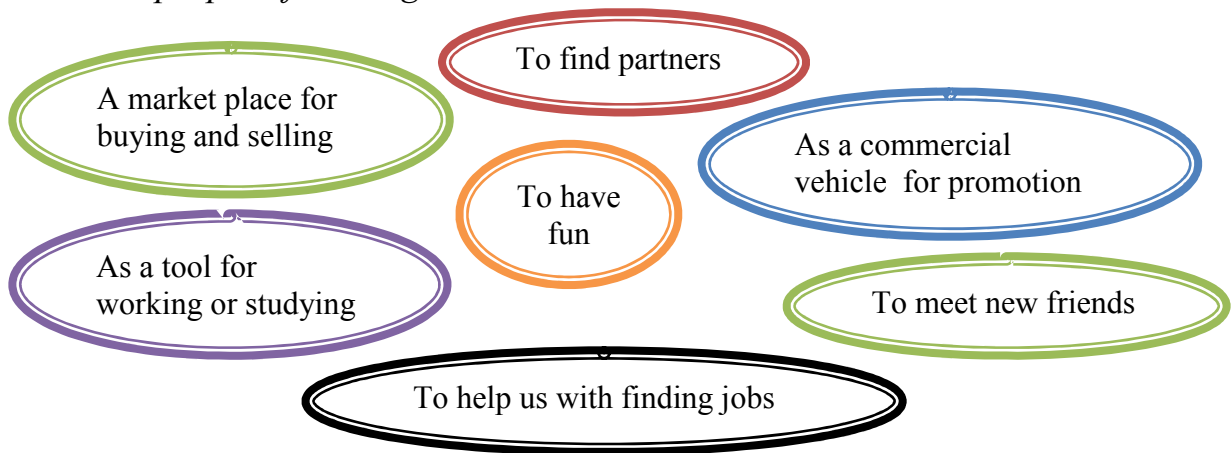 To find partners
A market place for
buying and selling
As a commercial
vehicle for promotion
To have
fun
As a tool for
working or studying
To meet new friends
To help us with finding jobs